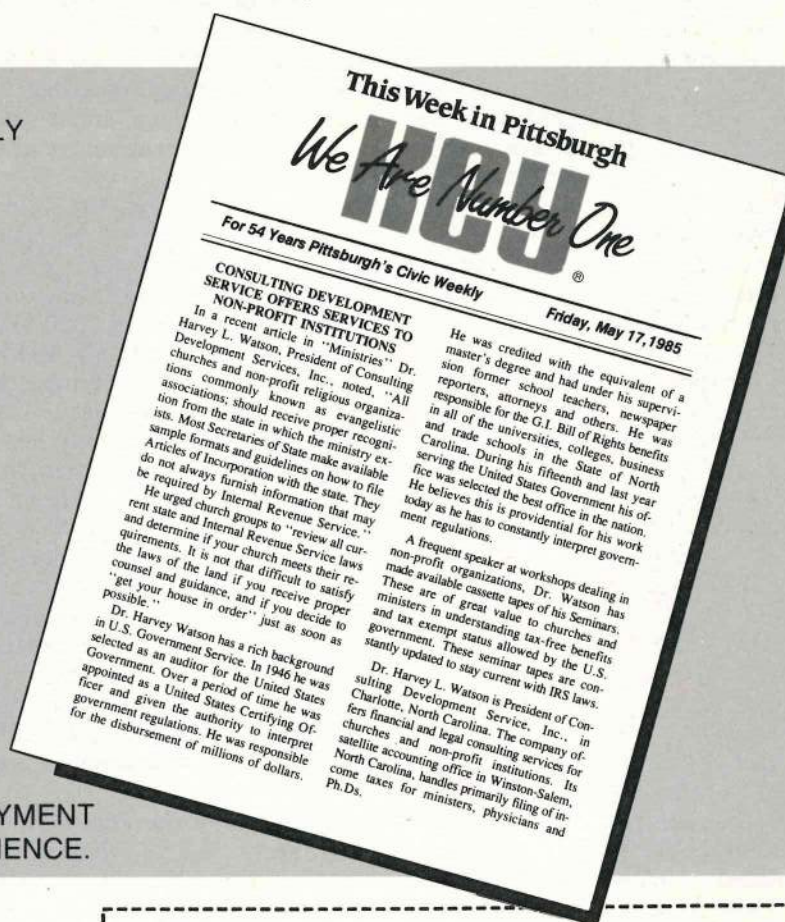 LY
This Week in Pittsburgh
KEY
We Are Number One
®
For 54 Years Pittsburgh's Civic Weekly
Friday, May 17, 1985
CONSULTING DEVELOPMENT
SERVICE OFFERS SERVICES TO
NON-PROFIT INSTITUTIONS
In a recent article in "Ministries" Dr.
Harvey L. Watson, President of Consulting
Development Services, Inc., noted, "All
churches and non-profit religious organiza-
tions commonly known as evangelistic
associations; should receive proper recogni-
tion from the state in which the ministry ex-
ists. Most Secretaries of State make available
sample formats and guidelines on how to file
Articles of Incorporation with the state. They
do not always furnish information that may
be required by Internal Revenue Service."
He urged church groups to "review all cur-
rent state and Internal Revenue Service laws
and determine if your church meets their re-
quirements. It is not that difficult to satisfy
the laws of the land if you receive proper
counsel and guidance, and if you decide to
"get your house in order" just as soon as
possible."
Dr. Harvey Watson has a rich background
in U.S. Government Service. In 1946 he was
selected as an auditor for the United States
Government. Over a period of time he was
appointed as a United States Certifying Of-
ficer and given the authority to interpret
government regulations. He was responsible
for the disbursement of millions of dollars.
He was credited with the equivalent of a
master's degree and had under his supervi-
sion former school teachers, newspaper
reporters, attorneys and others. He was
responsible for the G.I. Bill of Rights benefits
in all of the universities, colleges, business
and trade schools in the State of North
Carolina. During his fifteenth and last year
serving the United States Government his of-
fice was selected the best office in the nation.
He believes this is providential for his work
today as he has to constantly interpret govern-
ment regulations.
A frequent speaker at workshops dealing in
non-profit organizations, Dr. Watson has
made available cassette tapes of his Seminars.
These are of great value to churches and
ministers in understanding tax-free benefits
and tax exempt status allowed by the U.S.
government. These seminar tapes are con-
stantly updated to stay current with IRS laws.
Dr. Harvey L. Watson is President of Con-
sulting Development Service, Inc., in
Charlotte, North Carolina. The company of-
fers financial and legal consulting services for
churches and non-profit institutions. Its
satellite accounting office in Winston-Salem,
North Carolina, handles primarily filing of in-
come taxes for ministers, physicians and
Ph.Ds.
YMENT
IENCE.